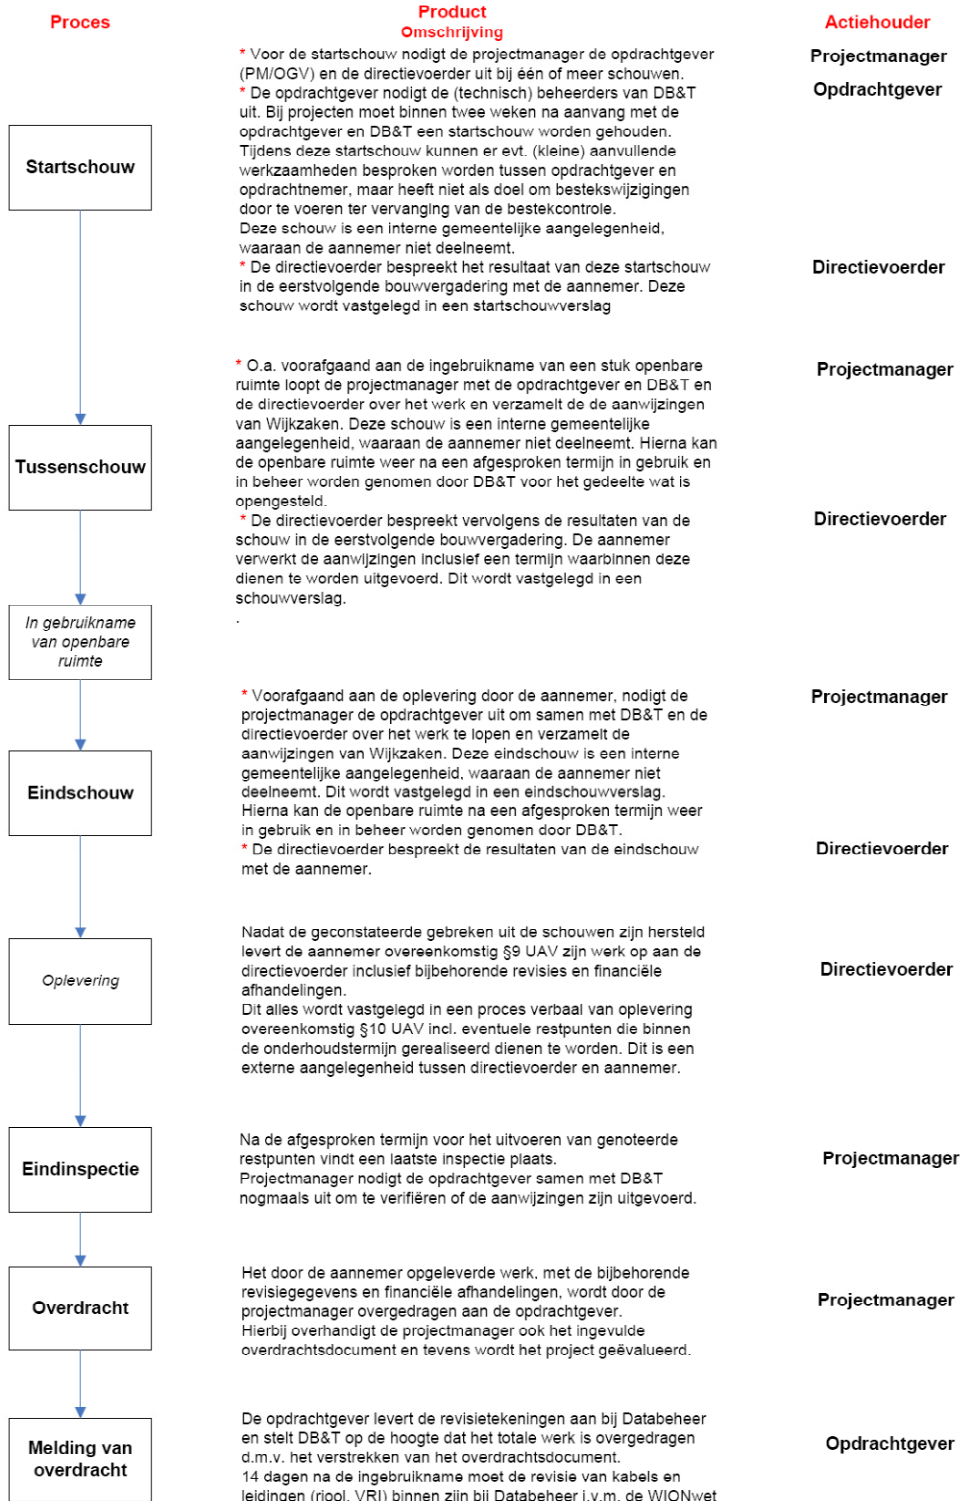 Proces
Product
Omschrijving
Actiehouder
Startschouw
* Voor de startschouw nodigt de projectmanager de opdrachtgever
(PM/OGV) en de directievoerder uit bij één of meer schouwen.
* De opdrachtgever nodigt de (technisch) beheerders van DB&T
uit. Bij projecten moet binnen twee weken na aanvang met de
opdrachtgever en DB&T een startschouw worden gehouden.
Tijdens deze startschouw kunnen er evt. (kleine) aanvullende
werkzaamheden besproken worden tussen opdrachtgever en
opdrachtnemer, maar heeft niet als doel om bestekswijzigingen
door te voeren ter vervanging van de bestekcontrole.
Deze schouw is een interne gemeentelijke aangelegenheid,
waaraan de aannemer niet deelneemt.
* De directievoerder bespreekt het resultaat van deze startschouw
in de eerstvolgende bouwvergadering met de aannemer. Deze
schouw wordt vastgelegd in een startschouwverslag
Projectmanager
Opdrachtgever
Directievoerder
Tussenschouw
* O.a. voorafgaand aan de ingebruikname van een stuk openbare
ruimte loopt de projectmanager met de opdrachtgever en DB&T en
de directievoerder over het werk en verzamelt de de aanwijzingen
van Wijkzaken. Deze schouw is een interne gemeentelijke
aangelegenheid, waaraan de aannemer niet deelneemt. Hierna kan
de openbare ruimte weer na een afgesproken termijn in gebruik en
in beheer worden genomen door DB&T voor het gedeelte wat is
opengesteld.
* De directievoerder bespreekt vervolgens de resultaten van de
schouw in de eerstvolgende bouwvergadering. De aannemer
verwerkt de aanwijzingen inclusief een termijn waarbinnen deze
dienen te worden uitgevoerd. Dit wordt vastgelegd in een
schouwverslag.
.
Projectmanager
Directievoerder
In gebruikname
van openbare
ruimte
Eindschouw
* Voorafgaand aan de oplevering door de aannemer, nodigt de
projectmanager de opdrachtgever uit om samen met DB&T en de
directievoerder over het werk te lopen en verzamelt de
aanwijzingen van Wijkzaken. Deze eindschouw is een interne
gemeentelijke aangelegenheid, waaraan de aannemer niet
deelneemt. Dit wordt vastgelegd in een eindschouwverslag.
Hierna kan de openbare ruimte na een afgesproken termijn weer
in gebruik en in beheer worden genomen door DB&T.
* De directievoerder bespreekt de resultaten van de eindschouw
met de aannemer.
Projectmanager
Directievoerder
Oplevering
Nadat de geconstateerde gebreken uit de schouwen zijn hersteld
levert de aannemer overeenkomstig §9 UAV zijn werk op aan de
directievoerder inclusief bijbehorende revisies en financiële
afhandelingen.
Dit alles wordt vastgelegd in een proces verbaal van oplevering
overeenkomstig §10 UAV incl. eventuele restpunten die binnen
de onderhoudstermijn gerealiseerd dienen te worden. Dit is een
externe aangelegenheid tussen directievoerder en aannemer.
Directievoerder
Eindinspectie
Na de afgesproken termijn voor het uitvoeren van genoteerde
restpunten vindt een laatste inspectie plaats.
Projectmanager nodigt de opdrachtgever samen met DB&T
nogmaals uit om te verifiëren of de aanwijzingen zijn uitgevoerd.
Projectmanager
Overdracht
Het door de aannemer opgeleverde werk, met de bijbehorende
revisiegegevens en financiële afhandelingen, wordt door de
projectmanager overgedragen aan de opdrachtgever.
Hierbij overhandigt de projectmanager ook het ingevulde
overdrachtsdocument en tevens wordt het project geëvalueerd.
Projectmanager
Melding van
overdracht
De opdrachtgever levert de revisietekeningen aan bij Databeheer
en stelt DB&T op de hoogte dat het totale werk is overgedragen
d.m.v. het verstrekken van het overdrachtsdocument.
14 dagen na de ingebruikname moet de revisie van kabels en
leidingen (riool, VRI) binnen zijn bij Databeheer i.v.m. de WIONwet
Opdrachtgever